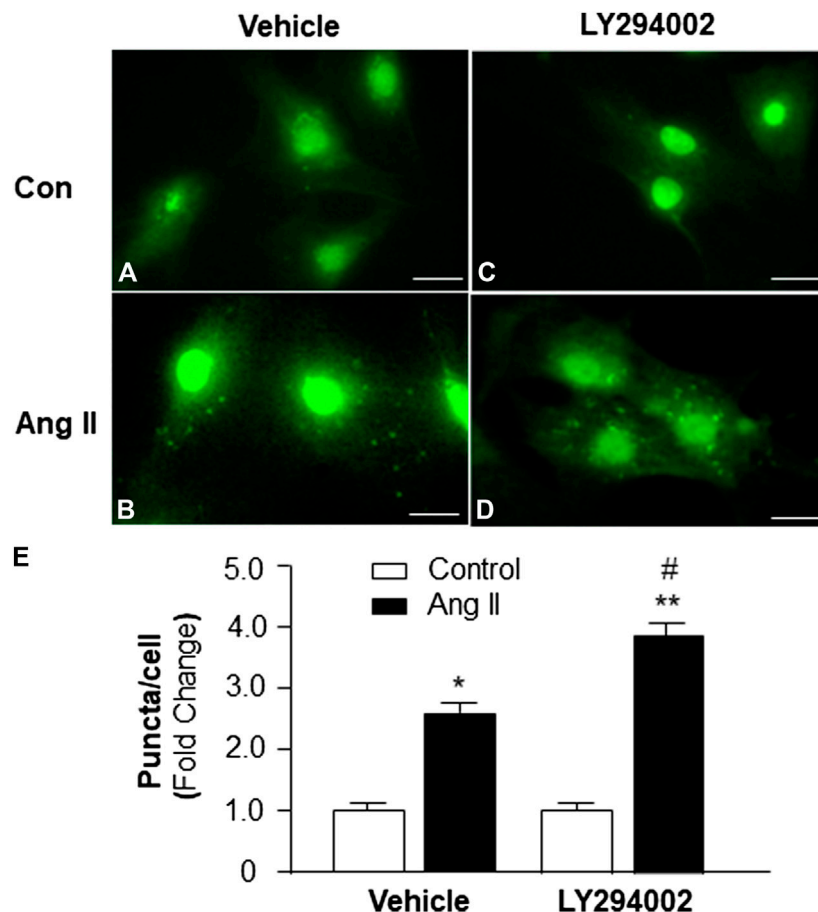 Vehicle LY294002
Con
A C
Ang II
B D
E
5.0
4.0
3.0
2.0
1.0
0
Puncta/cell
(Fold Change)
Control
Ang II
*
#
**
Vehicle LY294002